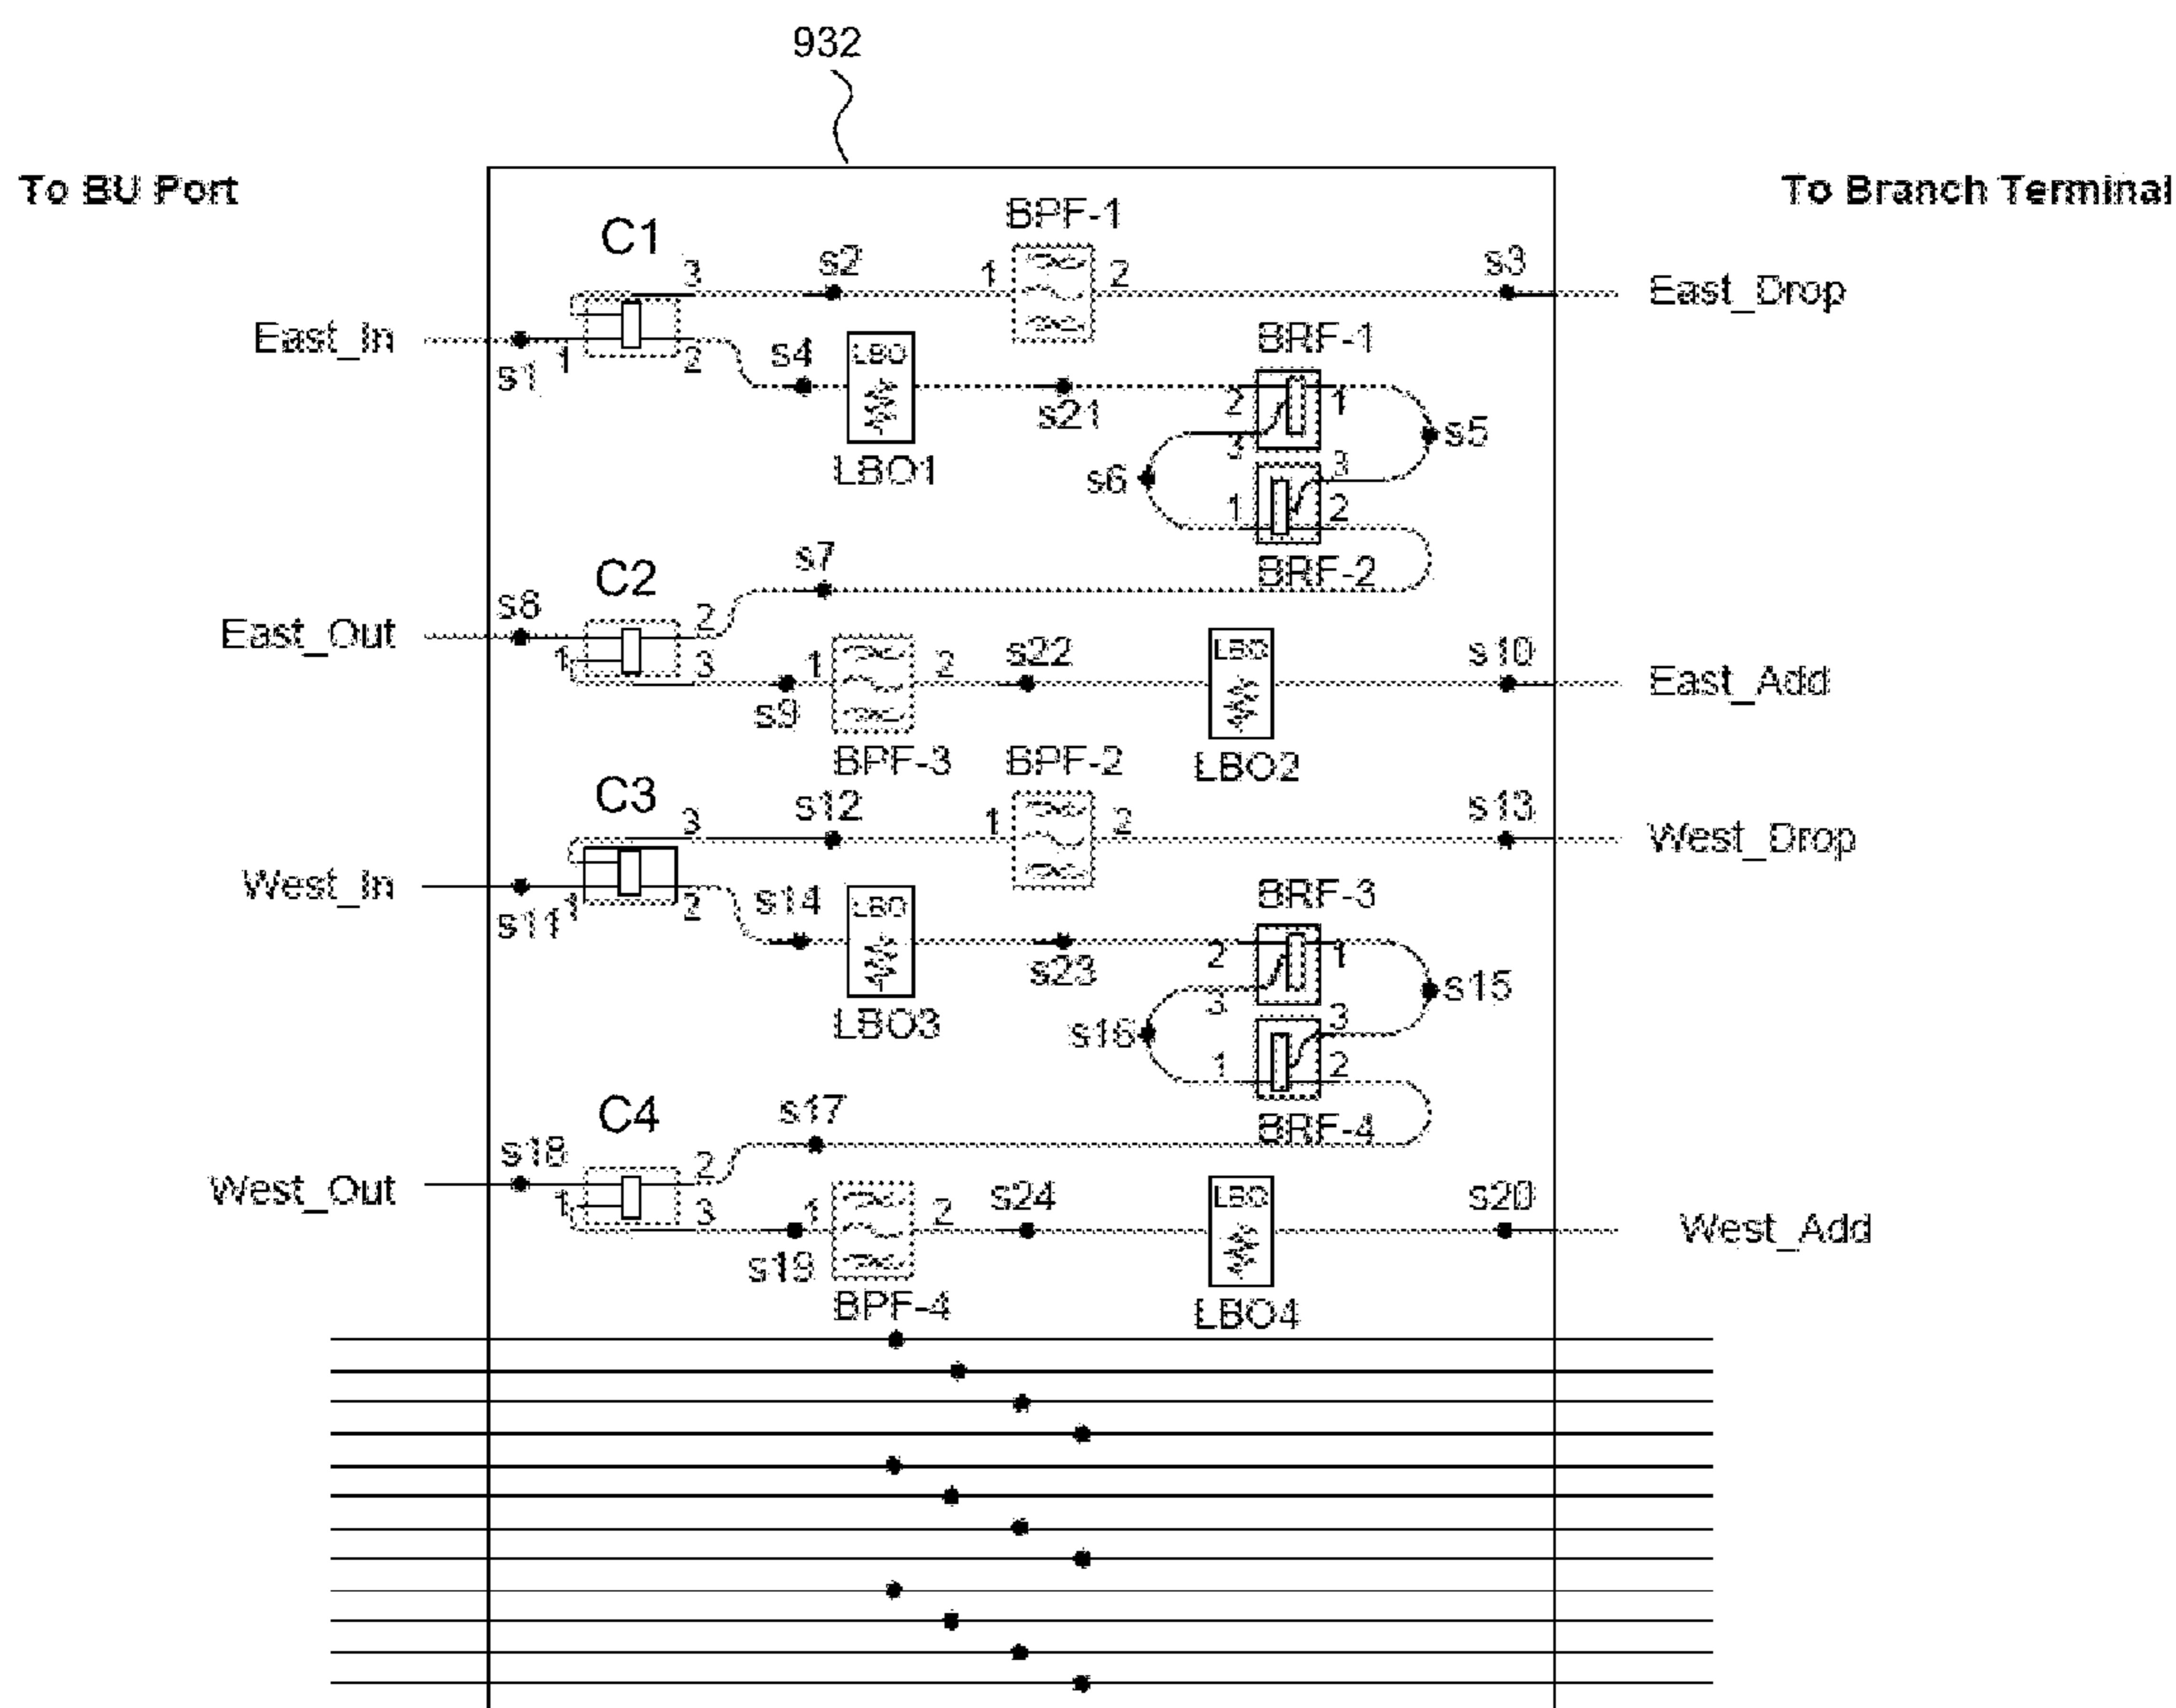 932
To BU Port
To Branch Terminal
C1
BPF-1
3
s2
1
2
s3
East_Drop
East_In
s1
1
2
s4
LBO
s21
BRF-1
2
1
s5
LBO1
3
s6
3
1
2
BRF-2
s7
C2
s8
East_Out
2
1
3
s9
1
2
s22
LBO
s10
East_Add
BPF-3
BPF-2
LBO2
C3
3
s12
1
2
s13
West_Drop
West_In
s11
1
2
s14
LBO
s23
BRF-3
2
1
s15
LBO3
3
s16
3
1
2
BRF-4
s17
C4
s18
West_Out
2
1
3
s19
1
2
s24
LBO
s20
West_Add
BPF-4
LBO4